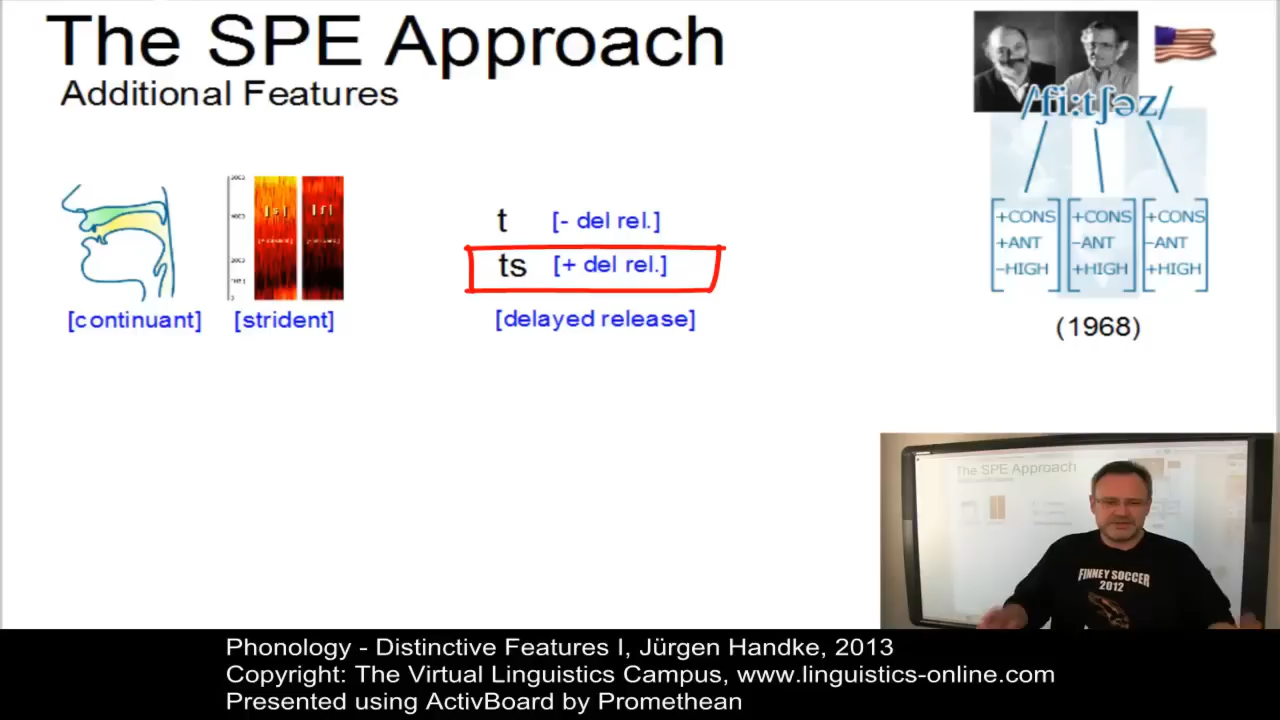 The SPE Approach
Additional Features
/fi:tʃəz/
+CONS +CONS +CONS
+ANT −ANT −ANT
−HIGH +HIGH +HIGH
(1968)
t [- del rel.]
ts [+ del rel.]
[s] [ʃ]
[continuant] [strident] [delayed release]
The SPE Approach
FINNEY SOCCER
2012
Phonology - Distinctive Features I, Jürgen Handke, 2013
Copyright: The Virtual Linguistics Campus, www.linguistics-online.com
Presented using ActivBoard by Promethean